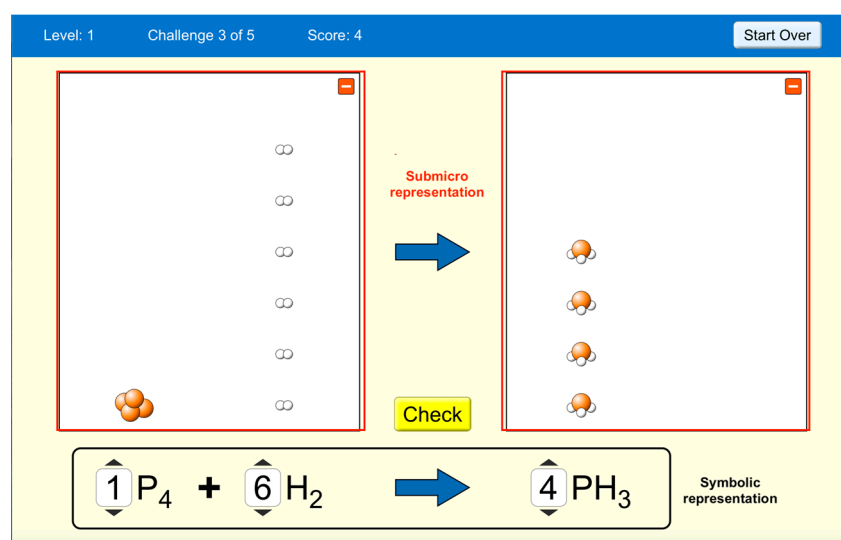 Level: 1 Challenge 3 of 5 Score: 4 Start Over
Submicro
representation
Check
1 P₄ + 6 H₂ 4 PH₃
Symbolic
representation